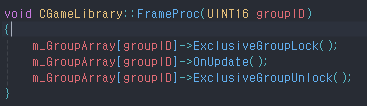 void CGameLibrary::FrameProc(UINT16 groupID)
{
    m_GroupArray[groupID]->ExclusiveGroupLock();
    m_GroupArray[groupID]->OnUpdate();
    m_GroupArray[groupID]->ExclusiveGroupUnlock();
}